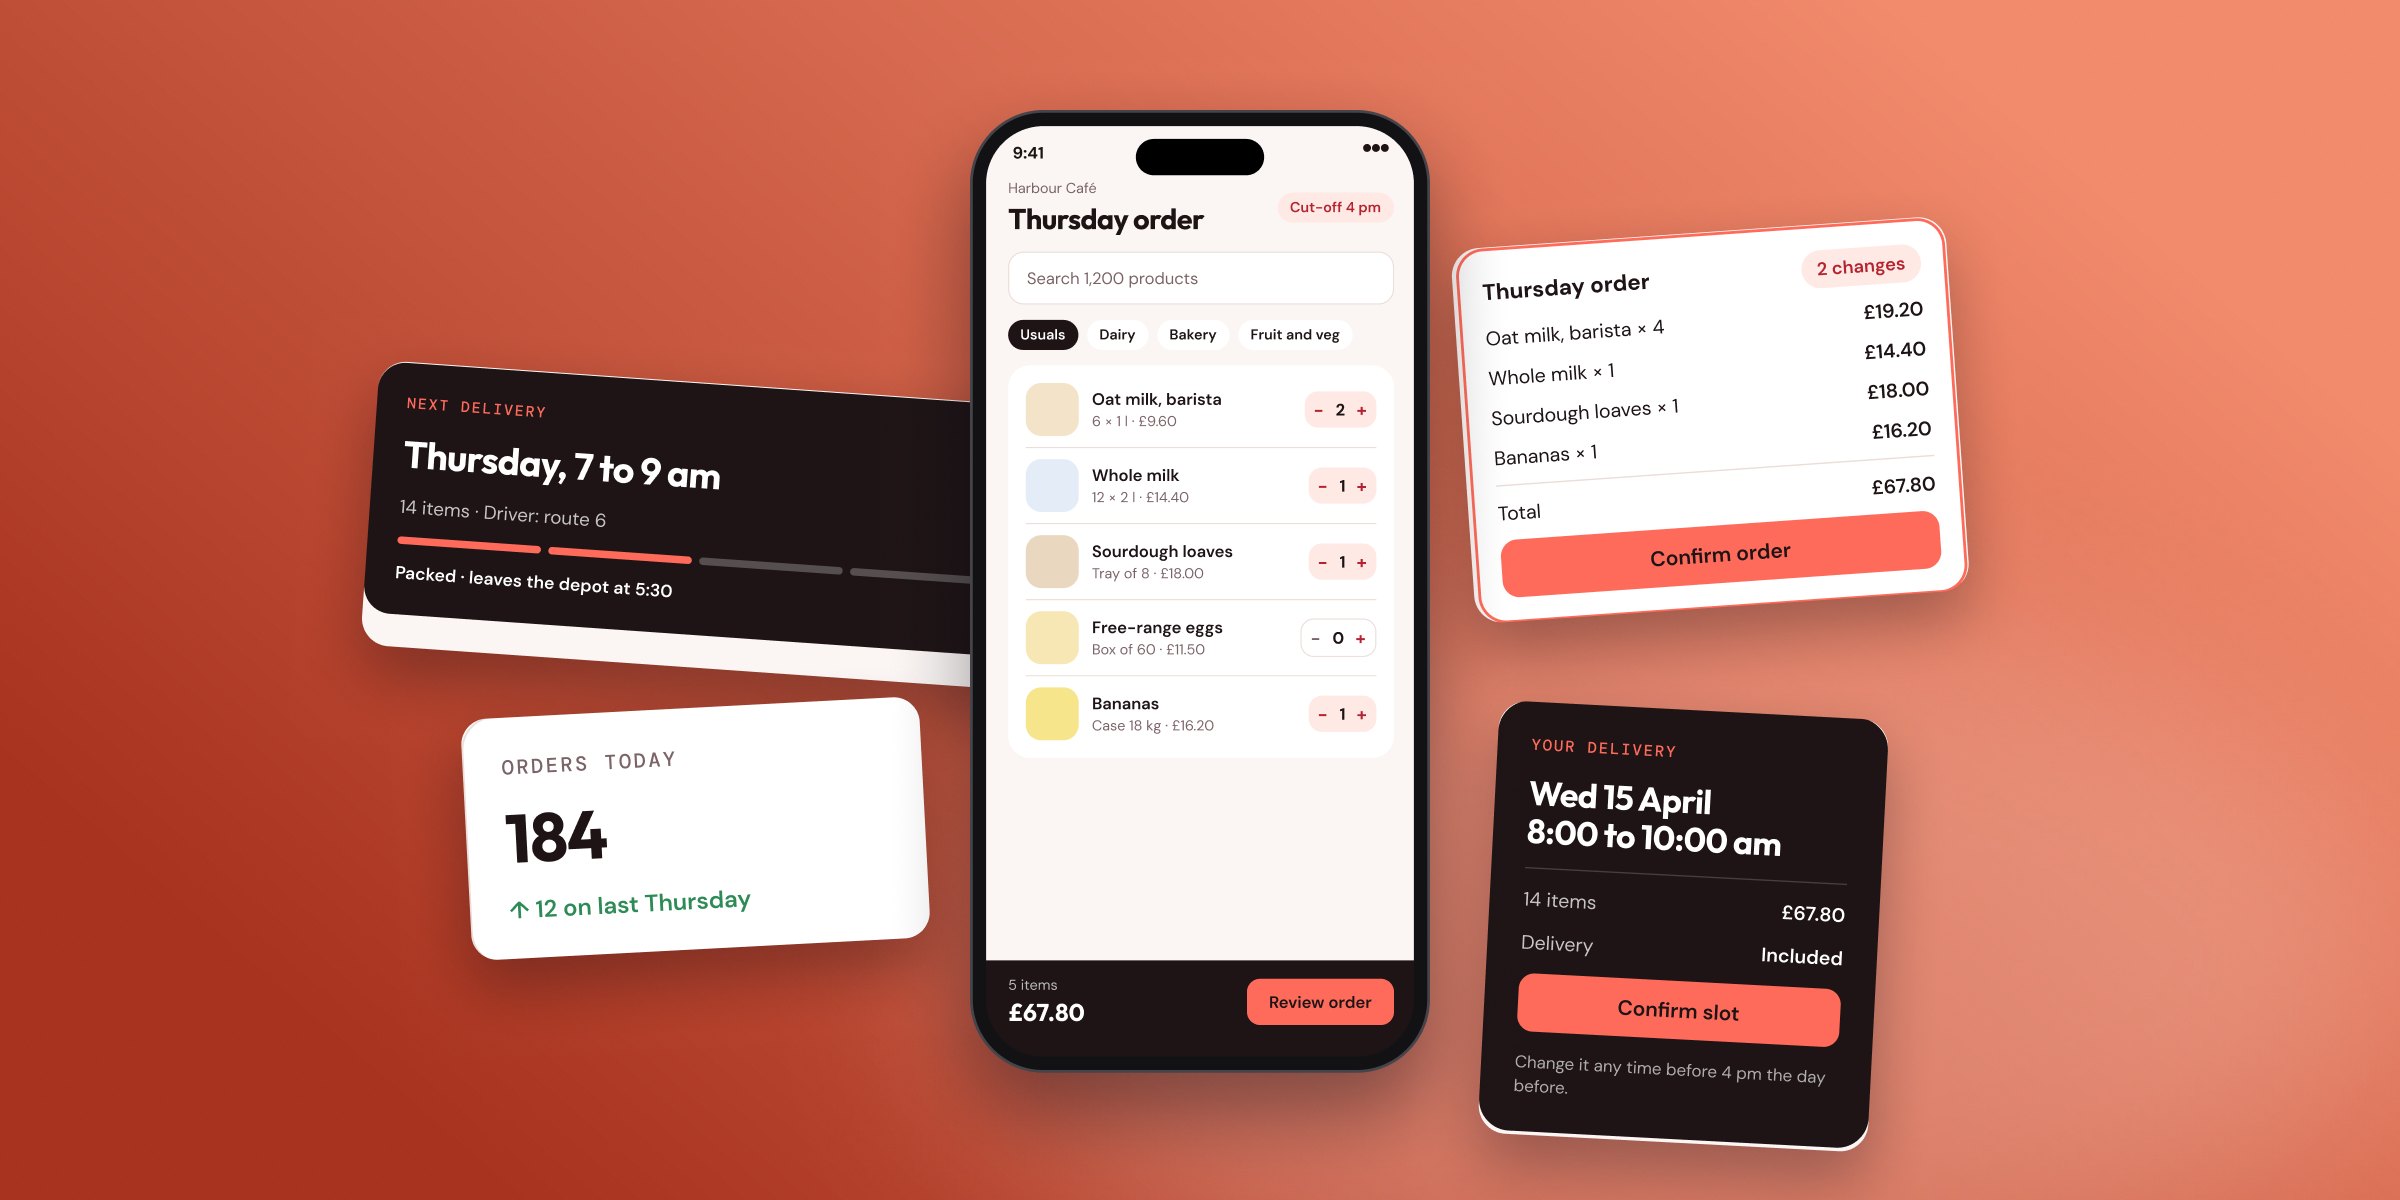 NEXT DELIVERY
Thursday, 7 to 9 am
14 items · Driver: route 6
Packed · leaves the depot at 5:30
ORDERS TODAY
184
↑ 12 on last Thursday
9:41
Harbour Café
Thursday order
Cut-off 4 pm
Search 1,200 products
Usuals Dairy Bakery Fruit and veg
Oat milk, barista
6 × 1 l · £9.60
− 2 +
Whole milk
12 × 2 l · £14.40
− 1 +
Sourdough loaves
Tray of 8 · £18.00
− 1 +
Free-range eggs
Box of 60 · £11.50
− 0 +
Bananas
Case 18 kg · £16.20
− 1 +
5 items
£67.80
Review order
Thursday order 2 changes
Oat milk, barista × 4 £19.20
Whole milk × 1 £14.40
Sourdough loaves × 1 £18.00
Bananas × 1 £16.20
Total £67.80
Confirm order
YOUR DELIVERY
Wed 15 April
8:00 to 10:00 am
14 items £67.80
Delivery Included
Confirm slot
Change it any time before 4 pm the day
before.